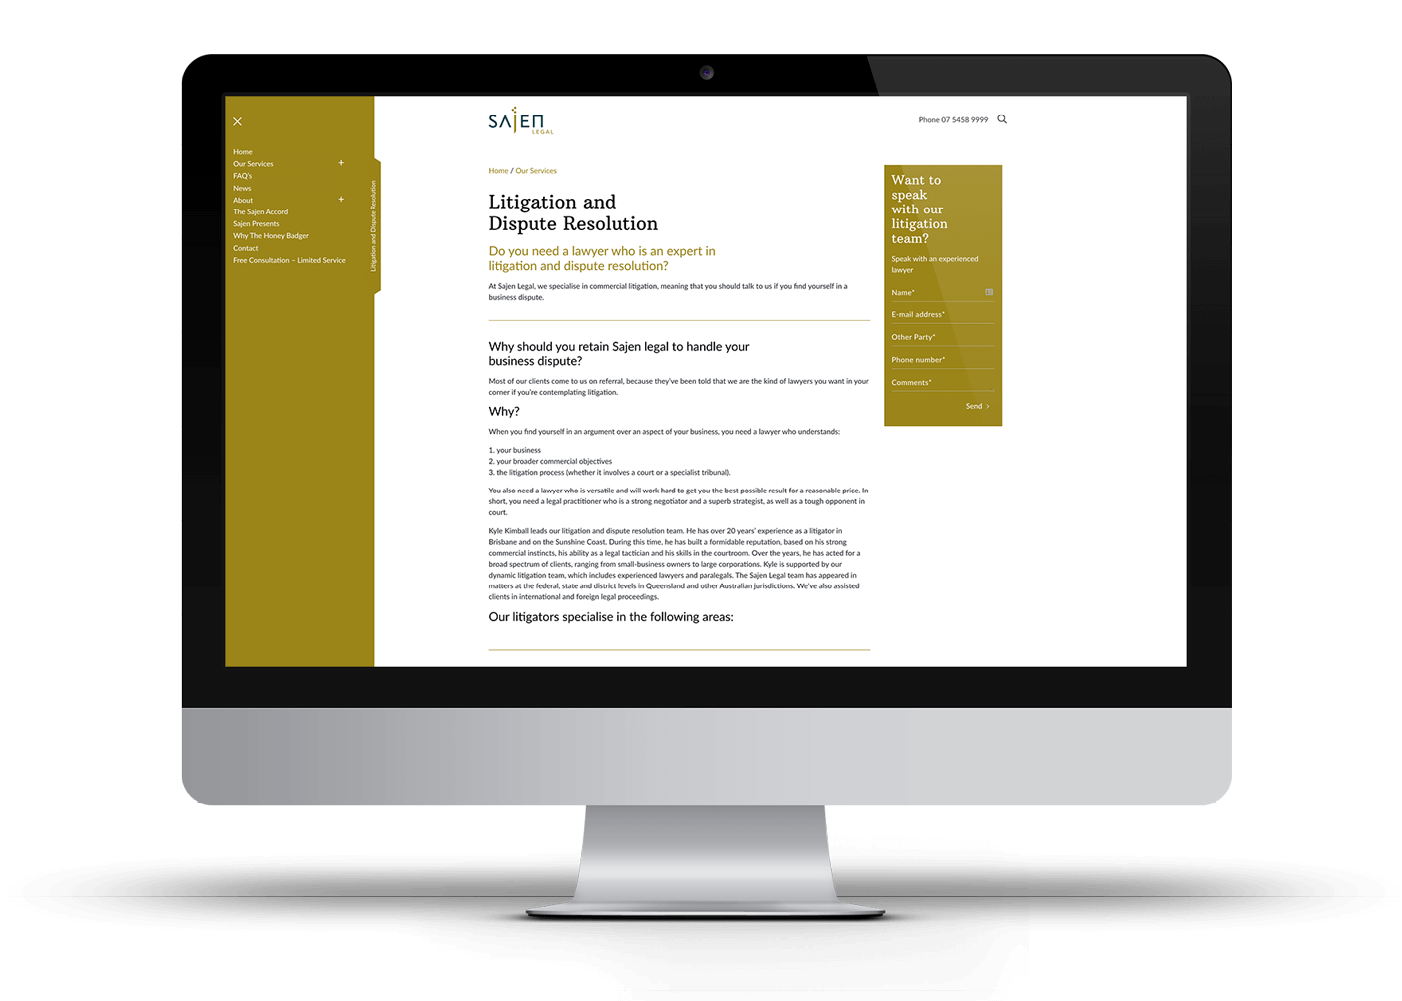 Home
Our Services +
FAQ's
News
About +
The Sajen Accord
Sajen Presents
Why The Honey Badger
Contact
Free Consultation – Limited Service
Litigation and Dispute Resolution
SAJEN
LEGAL
Phone 07 5458 9999
Home / Our Services
Litigation and
Dispute Resolution
Do you need a lawyer who is an expert in
litigation and dispute resolution?
At Sajen Legal, we specialise in commercial litigation, meaning that you should talk to us if you find yourself in a
business dispute.
Why should you retain Sajen legal to handle your
business dispute?
Most of our clients come to us on referral, because they've been told that we are the kind of lawyers you want in your
corner if you're contemplating litigation.
Why?
When you find yourself in an argument over an aspect of your business, you need a lawyer who understands:
1. your business
2. your broader commercial objectives
3. the litigation process (whether it involves a court or a specialist tribunal).
You also need a lawyer who is versatile and will work hard to get you the best possible result for a reasonable price. In
short, you need a legal practitioner who is a strong negotiator and a superb strategist, as well as a tough opponent in
court.
Kyle Kimball leads our litigation and dispute resolution team. He has over 20 years' experience as a litigator in
Brisbane and on the Sunshine Coast. During this time, he has built a formidable reputation, based on his strong
commercial instincts, his ability as a legal tactician and his skills in the courtroom. Over the years, he has acted for a
broad spectrum of clients, ranging from small-business owners to large corporations. Kyle is supported by our
dynamic litigation team, which includes experienced lawyers and paralegals. The Sajen Legal team has appeared in
matters at the federal, state and district levels in Queensland and other Australian jurisdictions. We've also assisted
clients in international and foreign legal proceedings.
Our litigators specialise in the following areas:
Want to
speak
with our
litigation
team?
Speak with an experienced
lawyer
Name*
E-mail address*
Other Party*
Phone number*
Comments*
Send >